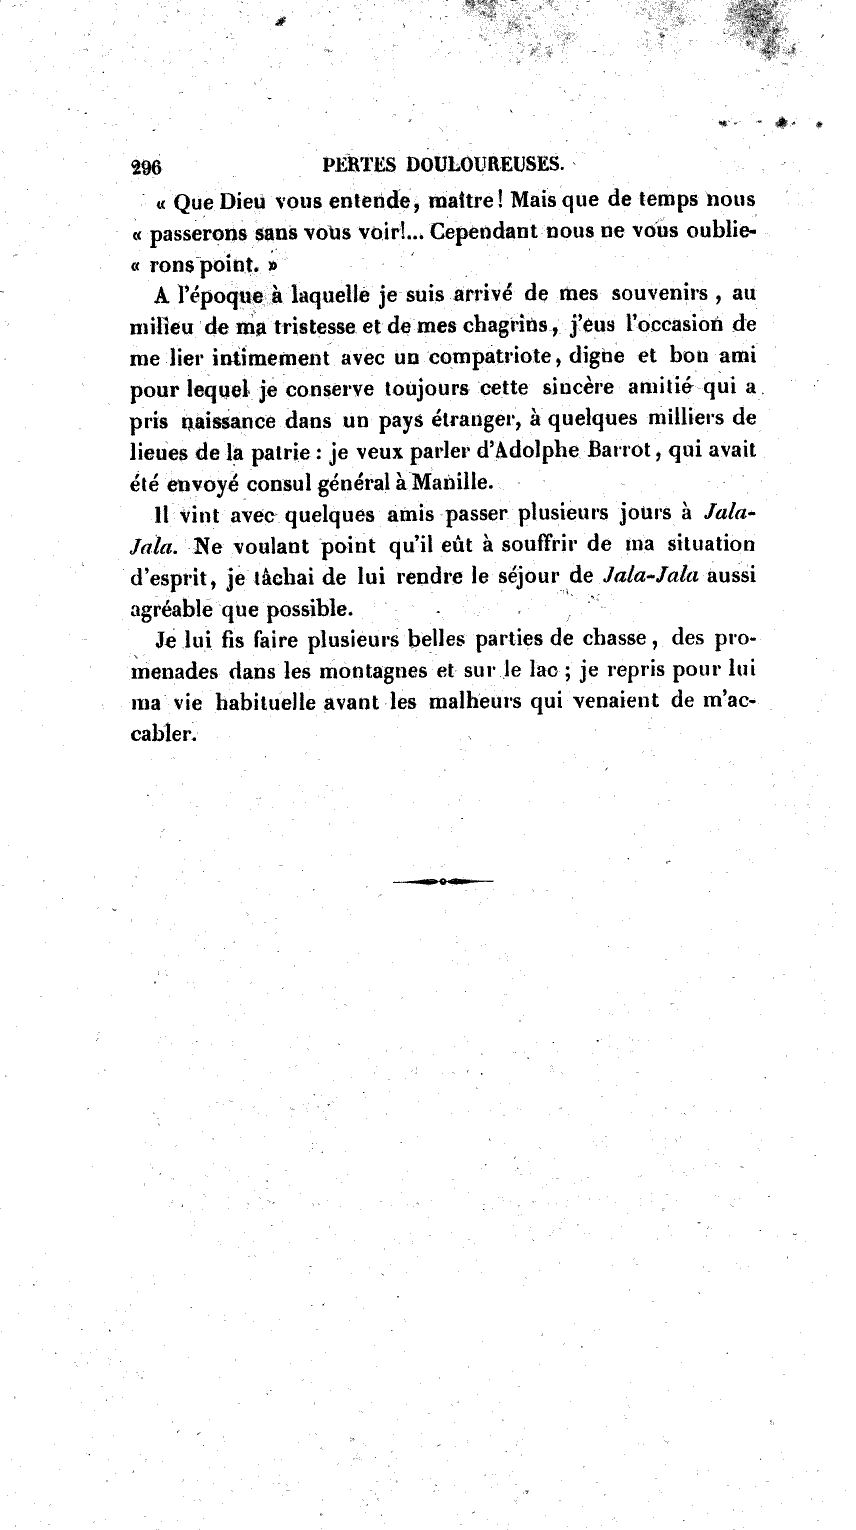 296 PERTES DOULOUREUSES.
« Que Dieu vous entende, maître! Mais que de temps nous
« passerons sans vous voir!... Cependant nous ne vous oublie-
« rons point. »
A l'époque à laquelle je suis arrivé de mes souvenirs, au
milieu de ma tristesse et de mes chagrins, j'eus l'occasion de
me lier intimement avec un compatriote, digne et bon ami
pour lequel je conserve toujours cette sincère amitié qui a
pris naissance dans un pays étranger, à quelques milliers de
lieues de la patrie : je veux parler d'Adolphe Barrot, qui avait
été envoyé consul général à Manille.
Il vint avec quelques amis passer plusieurs jours à Jala-
Jala. Ne voulant point qu'il eût à souffrir de ma situation
d'esprit, je tâchai de lui rendre le séjour de Jala-Jala aussi
agréable que possible.
Je lui fis faire plusieurs belles parties de chasse, des pro-
menades dans les montagnes et sur le lac ; je repris pour lui
ma vie habituelle avant les malheurs qui venaient de m'ac-
cabler.